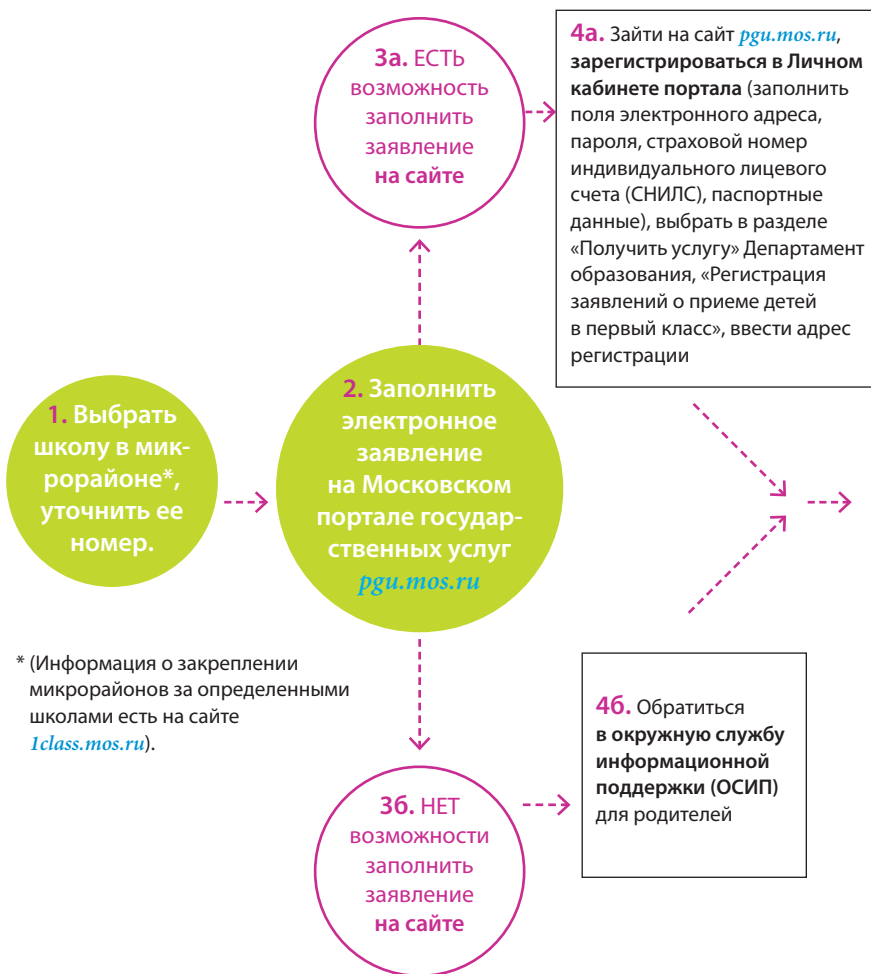 1. Выбрать
школу в мик-
рорайоне*,
уточнить ее
номер.
* (Информация о закреплении
микрорайонов за определенными
школами есть на сайте
1class.mos.ru).
2. Заполнить
электронное
заявление
на Московском
портале государ-
ственных услуг
pgu.mos.ru
3а. ЕСТЬ
возможность
заполнить
заявление
на сайте
4а. Зайти на сайт pgu.mos.ru,
зарегистрироваться в Личном
кабинете портала (заполнить
поля электронного адреса,
пароля, страховой номер
индивидуального лицевого
счета (СНИЛС), паспортные
данные), выбрать в разделе
«Получить услугу» Департамент
образования, «Регистрация
заявлений о приеме детей
в первый класс», ввести адрес
регистрации
3б. НЕТ
возможности
заполнить
заявление
на сайте
4б. Обратиться
в окружную службу
информационной
поддержки (ОСИП)
для родителей